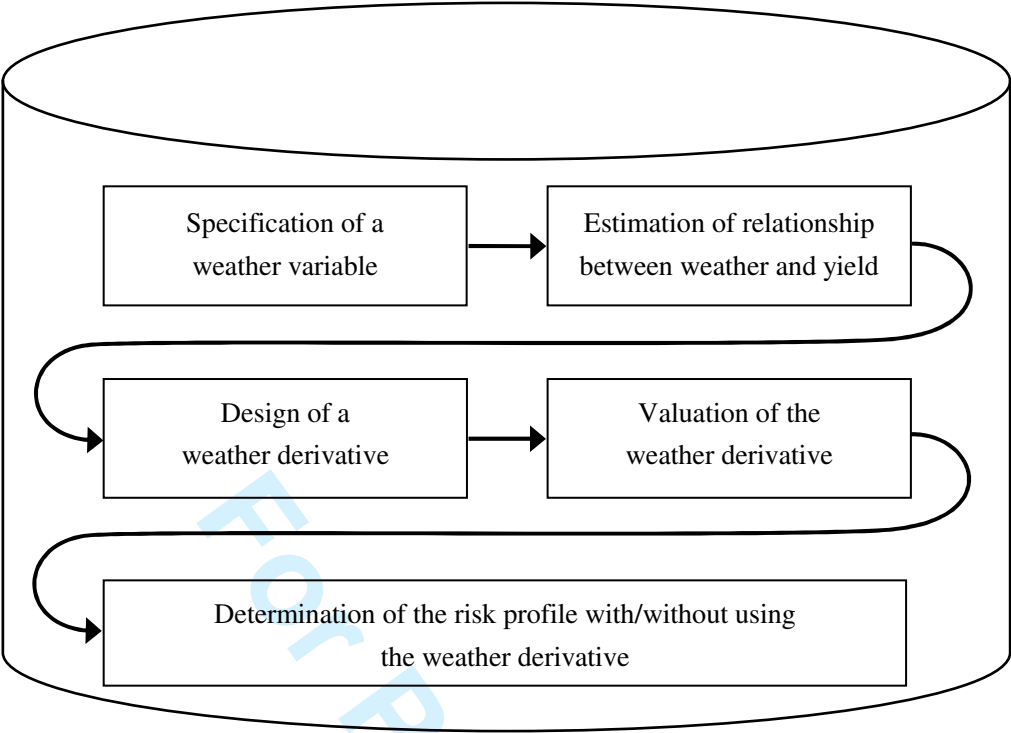 Specification of a
weather variable
Estimation of relationship
between weather and yield
Design of a
weather derivative
Valuation of the
weather derivative
Determination of the risk profile with/without using
the weather derivative
For P